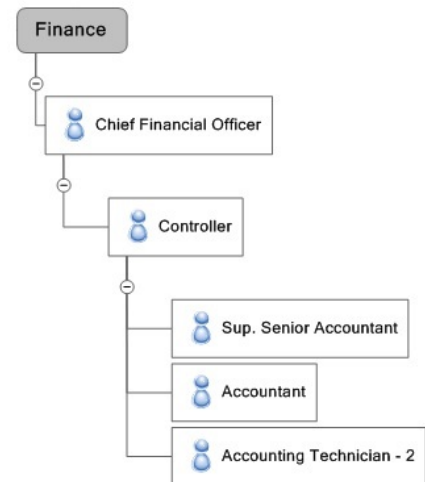 Finance
Chief Financial Officer
Controller
Sup. Senior Accountant
Accountant
Accounting Technician - 2